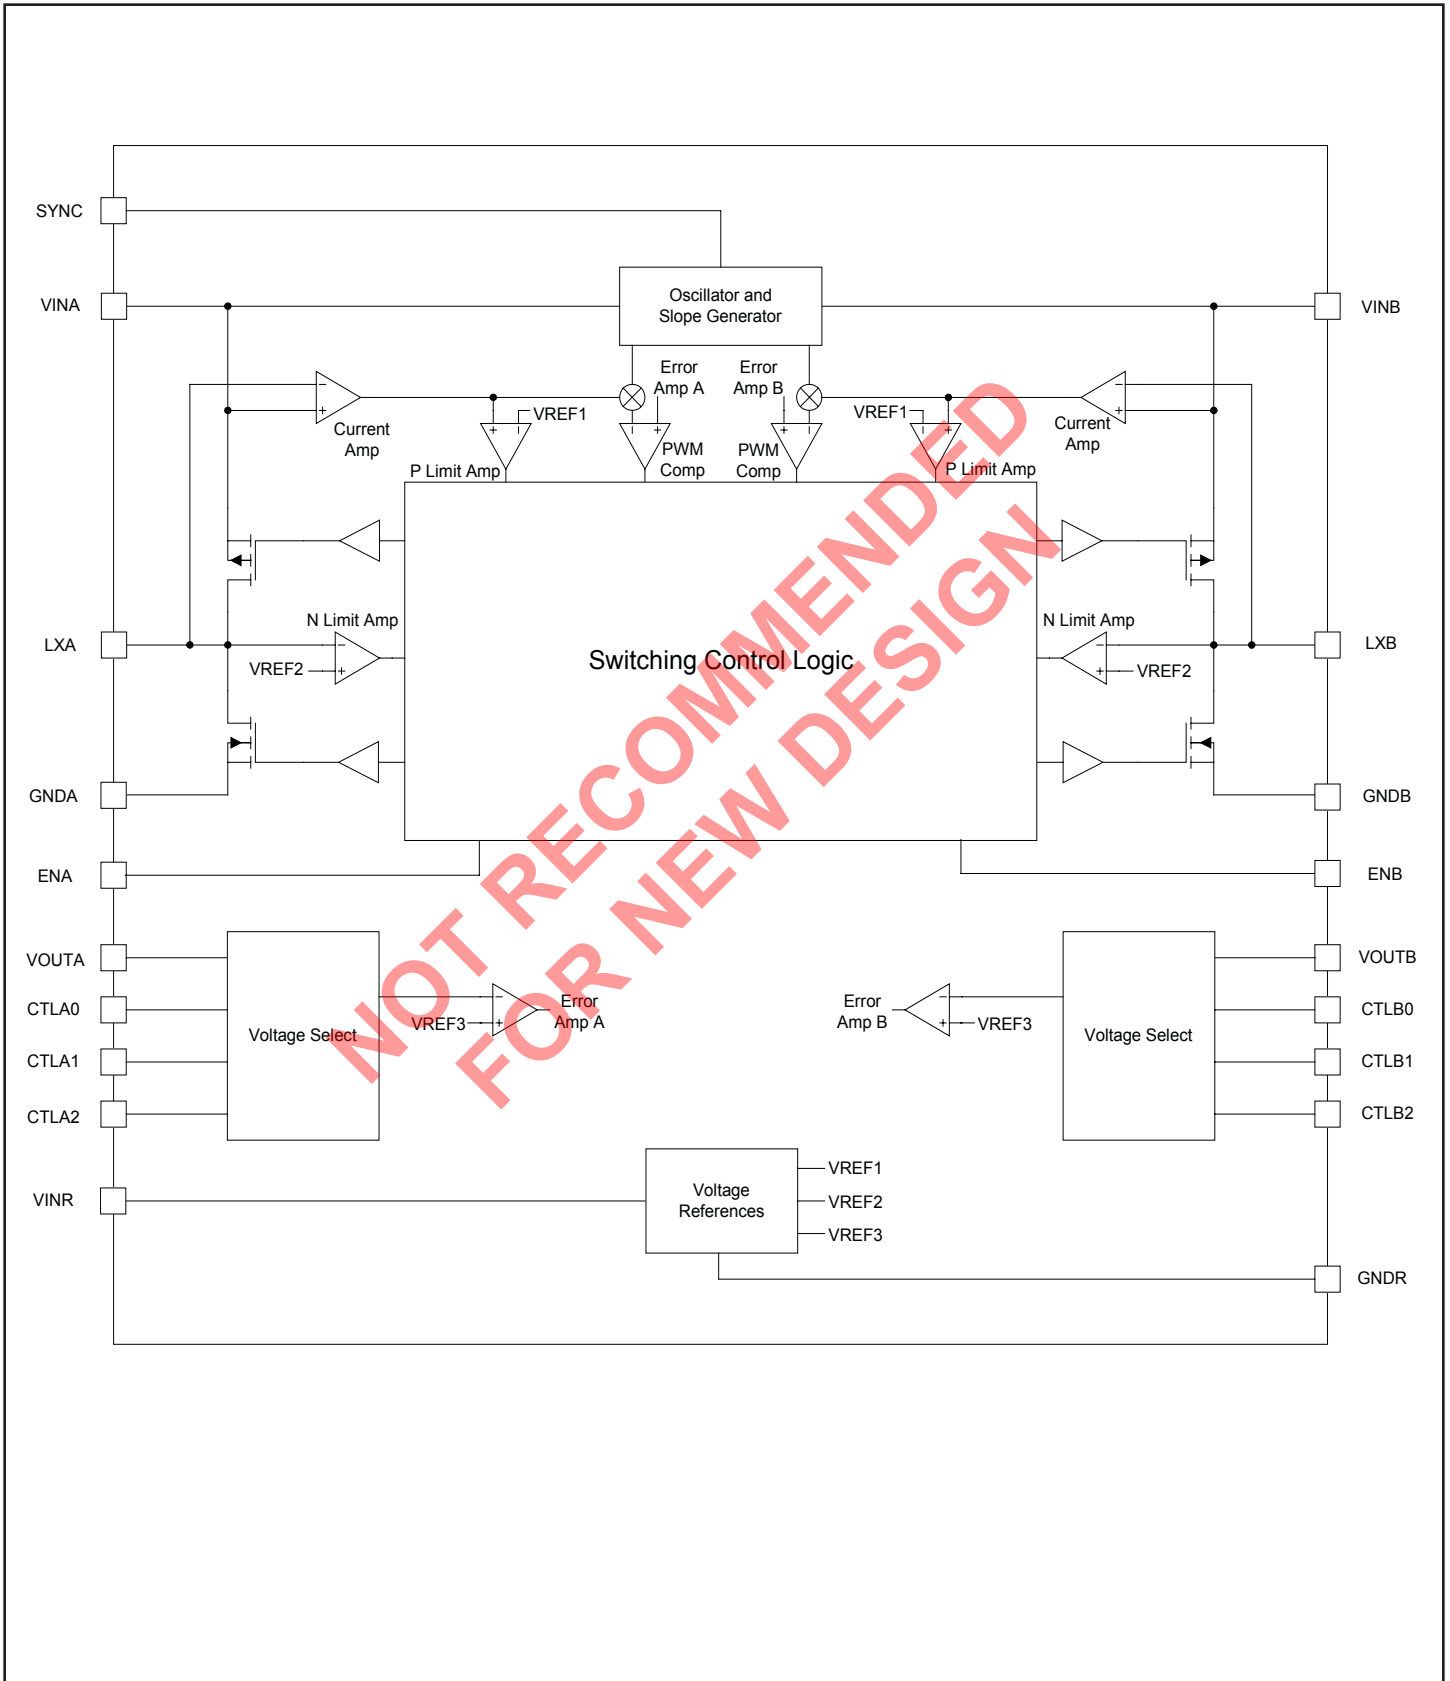 SYNC
VINA
Oscillator and
Slope Generator
VINB
Error
Amp A
Error
Amp B
−
+
Current
Amp
+
−
VREF1
−
+
PWM
Comp
+
−
PWM
Comp
VREF1
−
+
−
+
Current
Amp
P Limit Amp
P Limit Amp
N Limit Amp
N Limit Amp
LXA
−
+
VREF2
Switching Control Logic
−
+
VREF2
LXB
GNDA
GNDB
ENA
ENB
VOUTA
CTLA0
CTLA1
CTLA2
Voltage Select
VREF3
−
+
Error
Amp A
Error
Amp B
−
+
VREF3
Voltage Select
VOUTB
CTLB0
CTLB1
CTLB2
VINR
Voltage
References
VREF1
VREF2
VREF3
GNDR
NOT RECOMMENDED
FOR NEW DESIGN